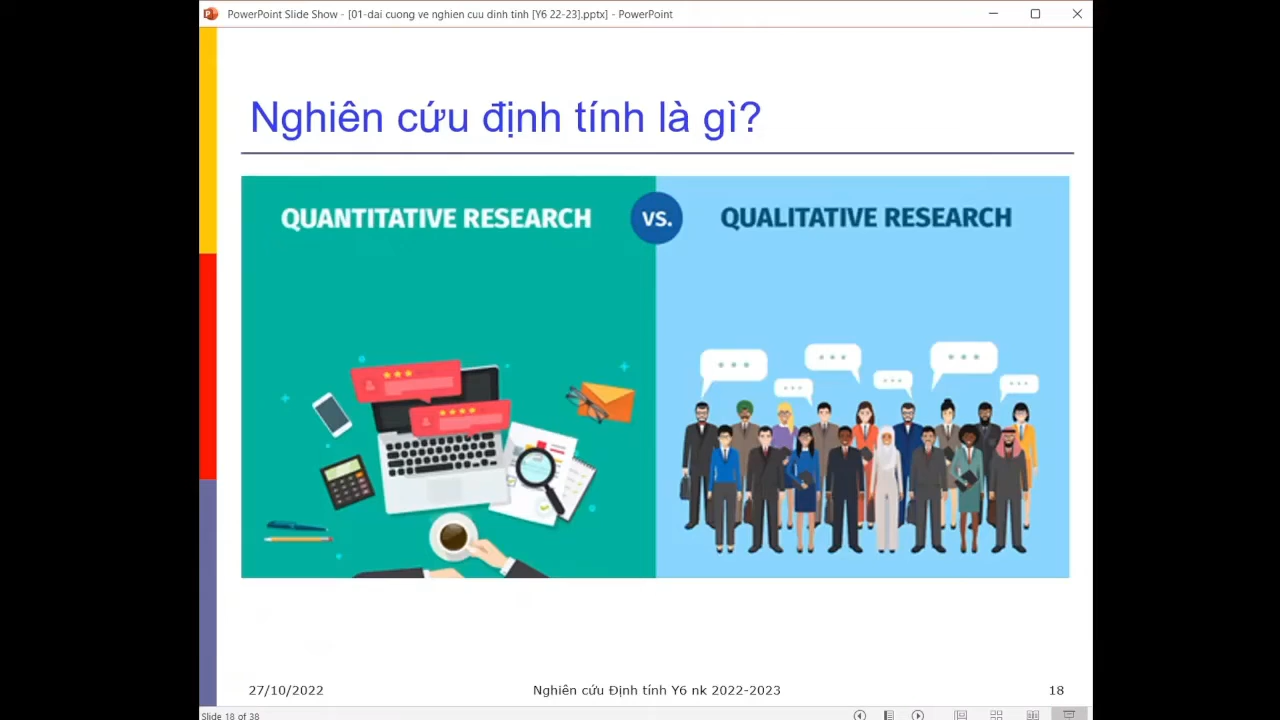 PowerPoint Slide Show - [01-dai cuong ve nghien cuu dinh tinh [Y6 22-23].pptx] - PowerPoint
Nghiên cứu định tính là gì?
QUANTITATIVE RESEARCH
VS.
QUALITATIVE RESEARCH
27/10/2022
Nghiên cứu Định tính Y6 nk 2022-2023
18
Slide 18 of 38